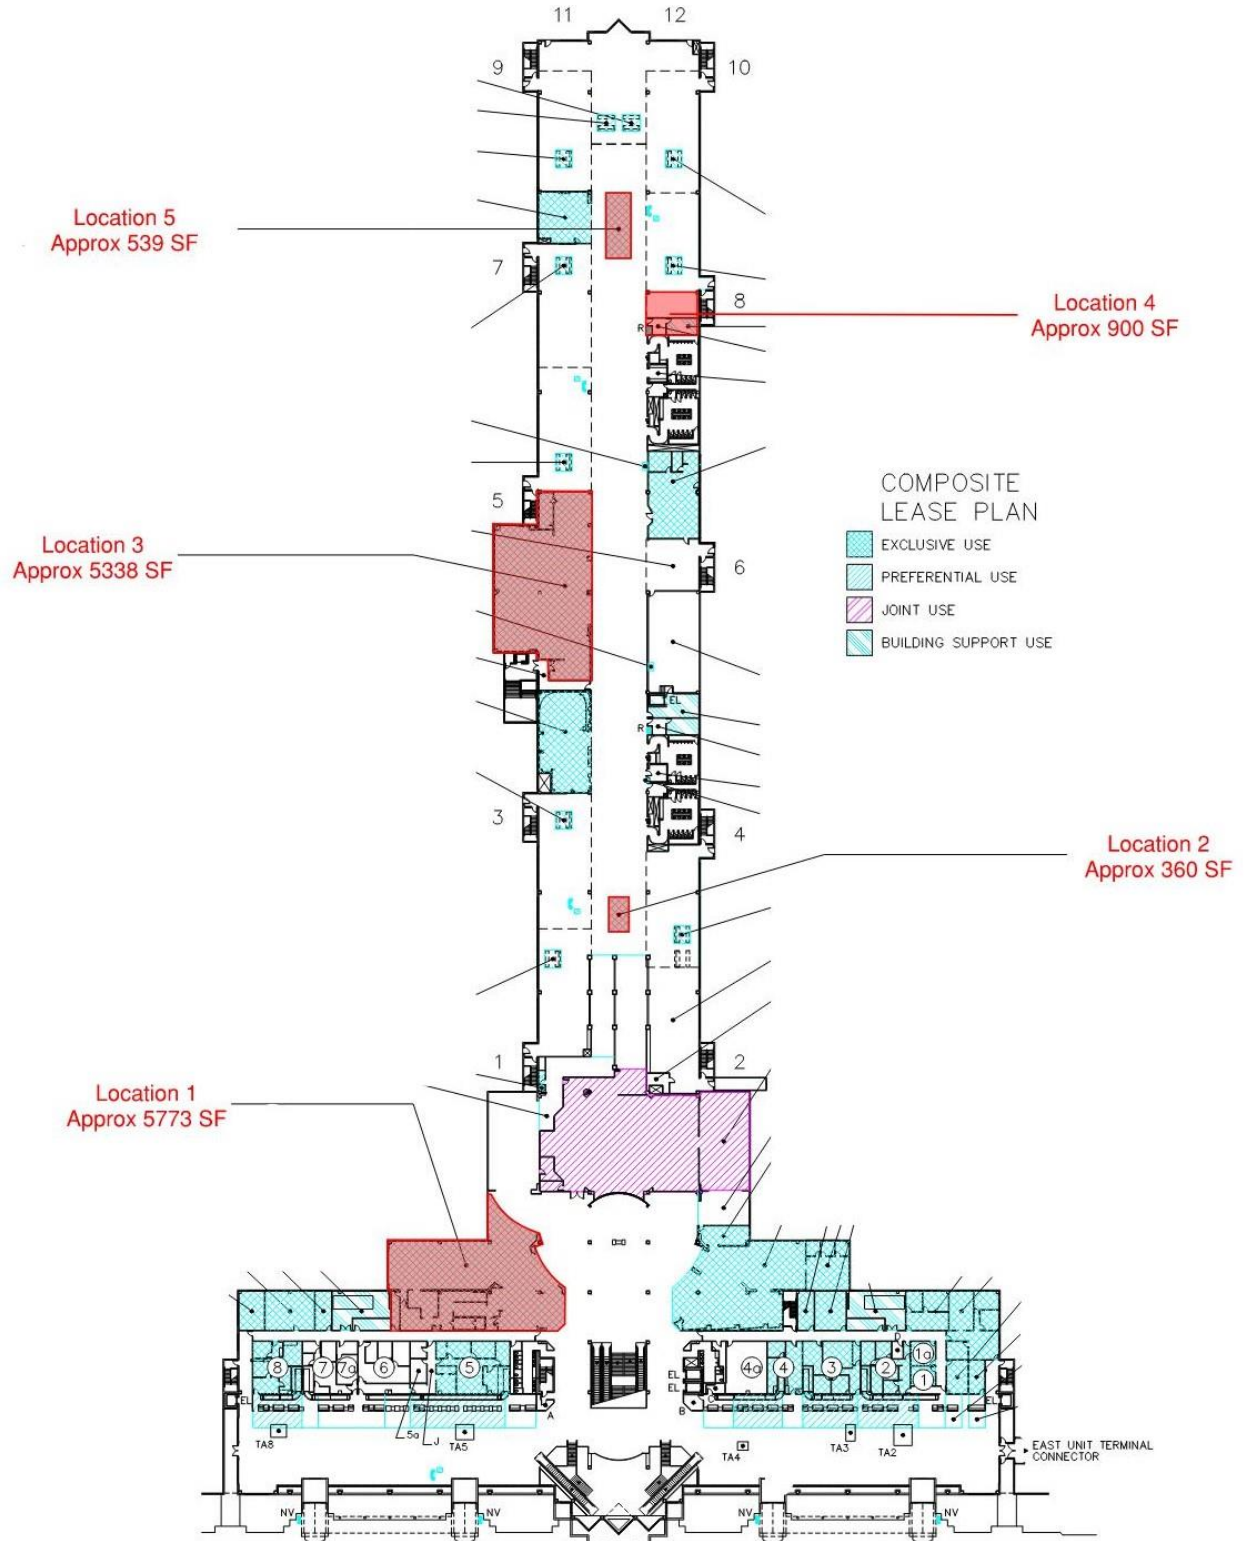 11
12
9
10
Location 5
Approx 539 SF
7
8
Location 4
Approx 900 SF
R
COMPOSITE
LEASE PLAN
EXCLUSIVE USE
PREFERENTIAL USE
JOINT USE
BUILDING SUPPORT USE
5
Location 3
Approx 5338 SF
6
EL
R
3
4
Location 2
Approx 360 SF
1
2
Location 1
Approx 5773 SF
8
7
7a
6
5
4a
4
3
2
D
1a
1
EL
EL
EL
EL
C
A
B
5a
J
TA8
TA5
TA4
TA3
TA2
EAST UNIT TERMINAL
CONNECTOR
NV
NV
NV
NV